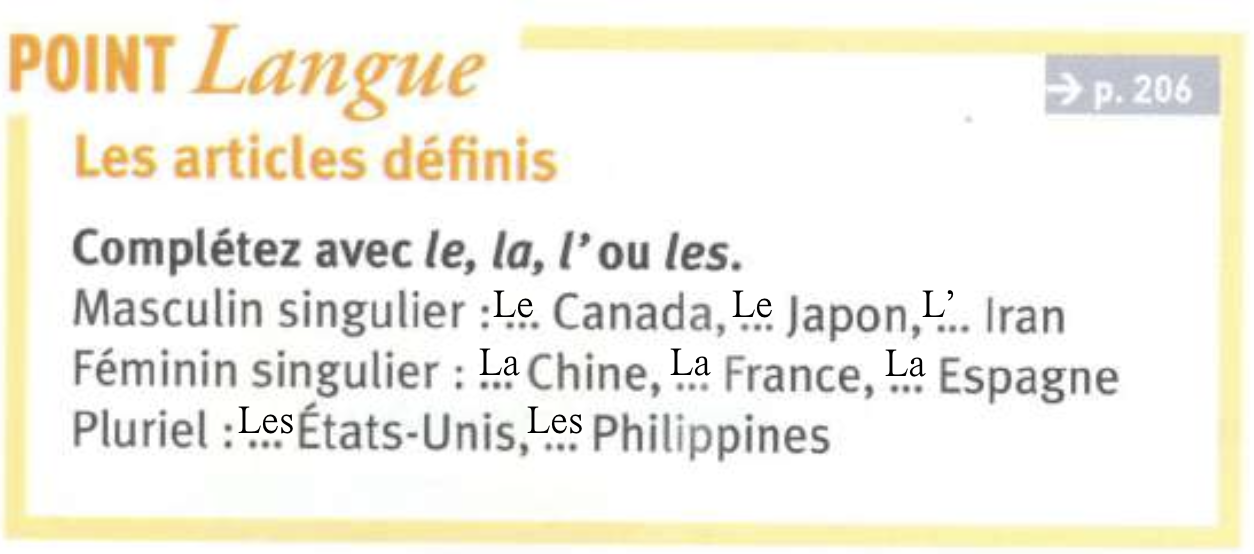 POINT Langue
→ p. 206
Les articles définis
Complétez avec le, la, l’ ou les.
Masculin singulier : Le... Canada, Le... Japon, L’... Iran
Féminin singulier : La... Chine, La... France, La... Espagne
Pluriel : Les... États-Unis, Les... Philippines